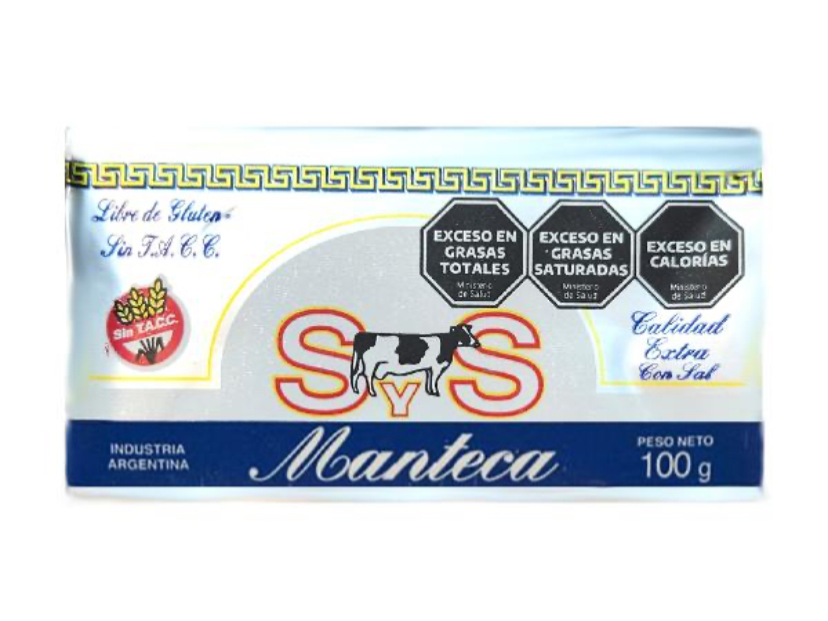 Libre de Gluten
Sin T.A.C.C.
Sin T.A.C.C.
EXCESO EN
GRASAS
TOTALES
Ministerio
de Salud
EXCESO EN
GRASAS
SATURADAS
Ministerio
de Salud
EXCESO EN
CALORÍAS
Ministerio
de Salud
SYS
Calidad
Extra
Con Sal
INDUSTRIA
ARGENTINA
Manteca
PESO NETO
100 g